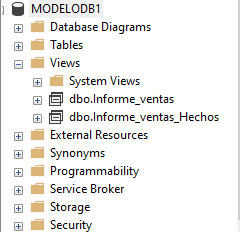 MODELODB1
Database Diagrams
Tables
Views
System Views
dbo.Informe_ventas
dbo.Informe_ventas_Hechos
External Resources
Synonyms
Programmability
Service Broker
Storage
Security